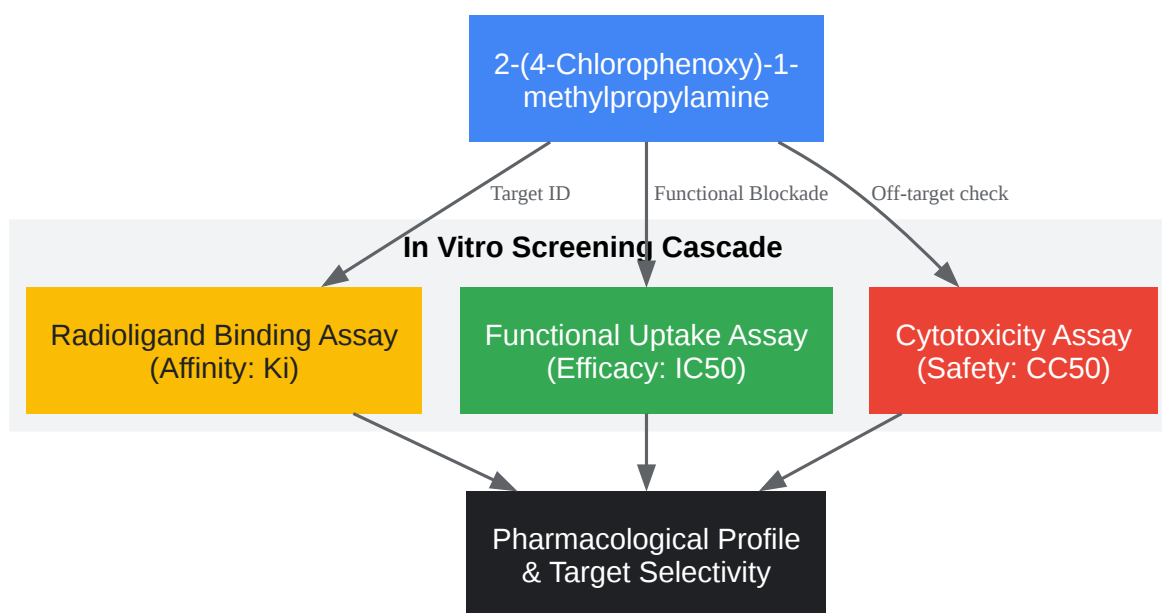 2-(4-Chlorophenoxy)-1-
methylpropylamine
Target ID
Functional Blockade
Off-target check
In Vitro Screening Cascade
Radioligand Binding Assay
(Affinity: Ki)
Functional Uptake Assay
(Efficacy: IC50)
Cytotoxicity Assay
(Safety: CC50)
Pharmacological Profile
& Target Selectivity